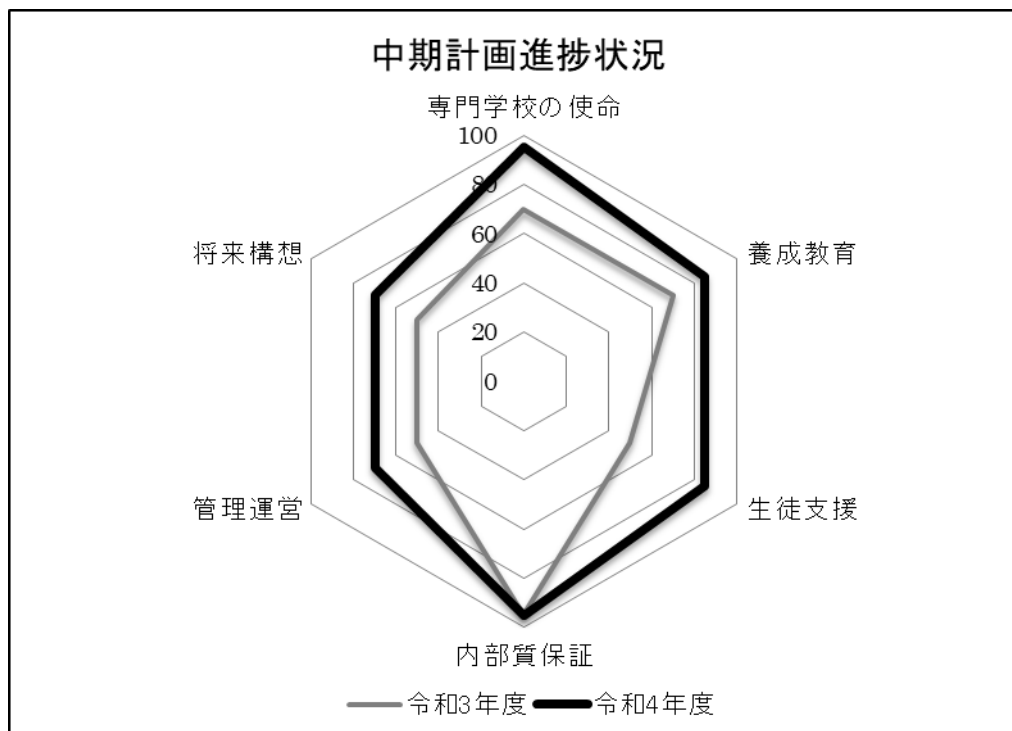 中期計画進捗状況
専門学校の使命
100
80
60
40
20
0
将来構想
養成教育
管理運営
生徒支援
内部質保証
令和3年度 令和4年度